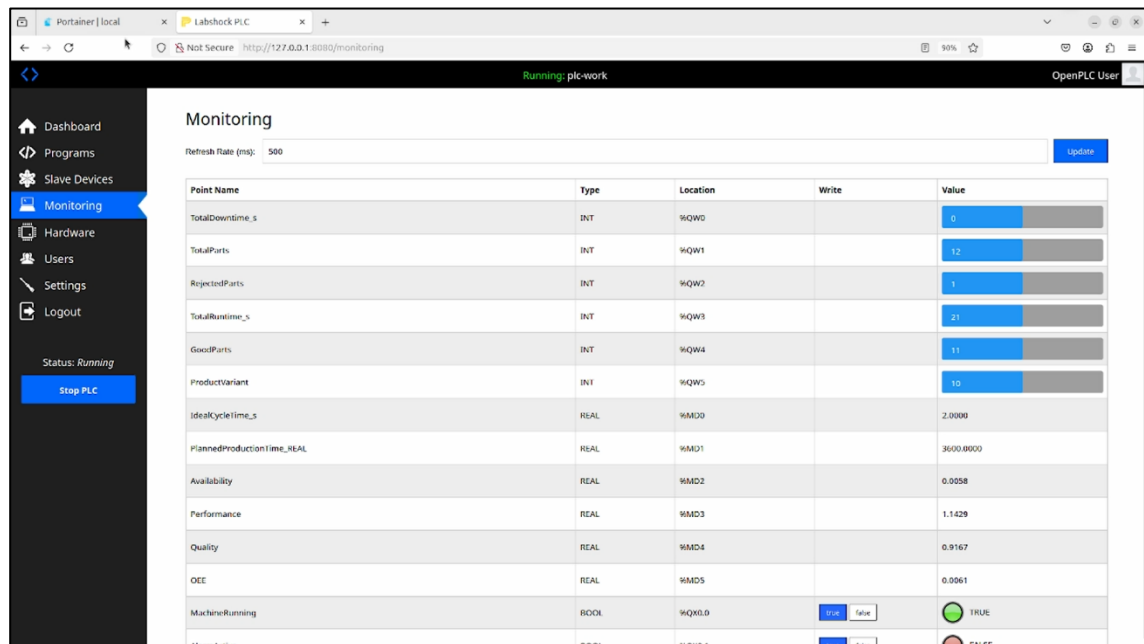 Portainer | local
Labshock PLC
Not Secure http://127.0.0.1:8080/monitoring
90%
Running: plc-work
OpenPLC User
Dashboard
Programs
Slave Devices
Monitoring
Hardware
Users
Settings
Logout
Status: Running
Stop PLC
Monitoring
Refresh Rate (ms): 500
Update
Point Name Type Location Write Value
TotalDowntime_s INT %QW0 0
TotalParts INT %QW1 12
RejectedParts INT %QW2 1
TotalRuntime_s INT %QW3 21
GoodParts INT %QW4 11
ProductVariant INT %QW5 10
IdealCycleTime_s REAL %MD0 2.0000
PlannedProductionTime_REAL REAL %MD1 3600.0000
Availability REAL %MD2 0.0058
Performance REAL %MD3 1.1429
Quality REAL %MD4 0.9167
OEE REAL %MD5 0.0061
MachineRunning BOOL %QX0.0 true false TRUE